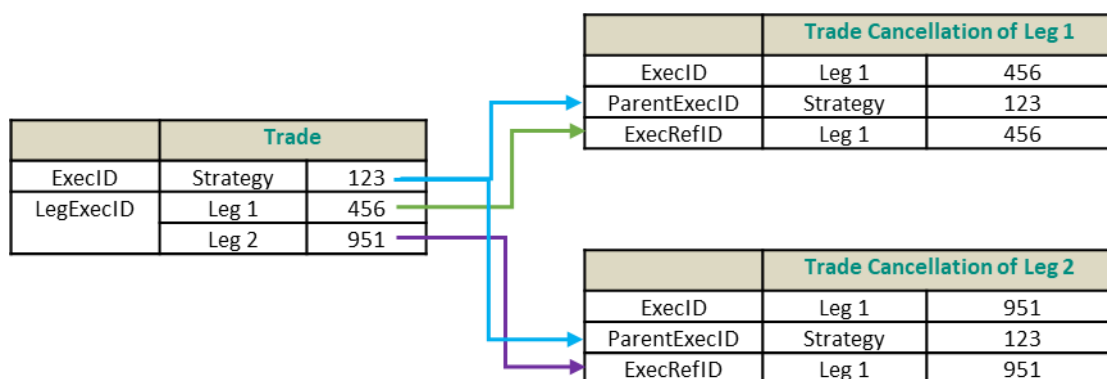 Trade Cancellation of Leg 1
ExecID Leg 1 456
ParentExecID Strategy 123
ExecRefID Leg 1 456
Trade
ExecID Strategy 123
LegExecID Leg 1 456
Leg 2 951
Trade Cancellation of Leg 2
ExecID Leg 1 951
ParentExecID Strategy 123
ExecRefID Leg 1 951